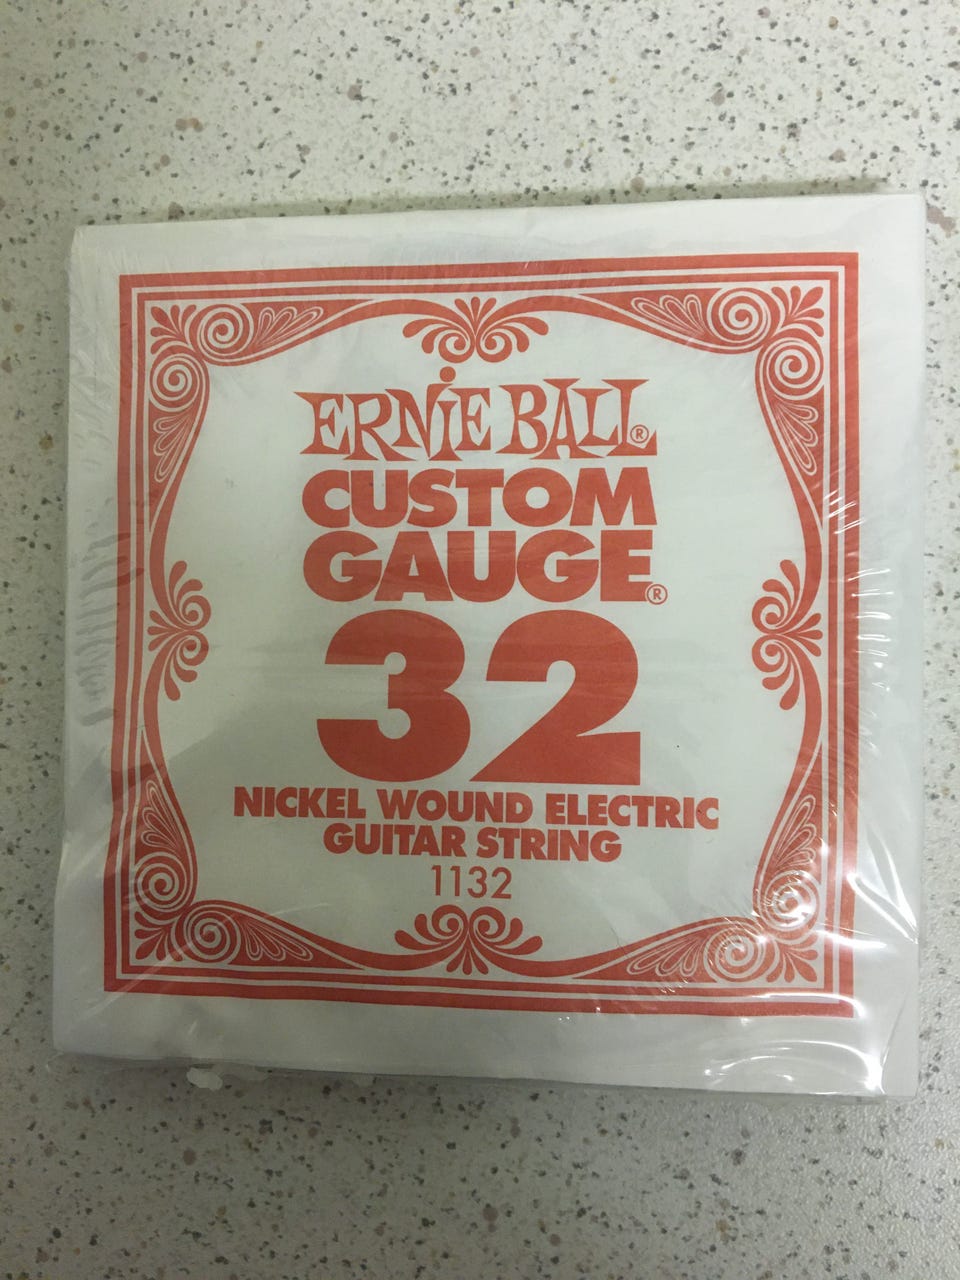 ERNiE BALL®
CUSTOM
GAUGE®
32
NICKEL WOUND ELECTRIC
GUITAR STRING
1132